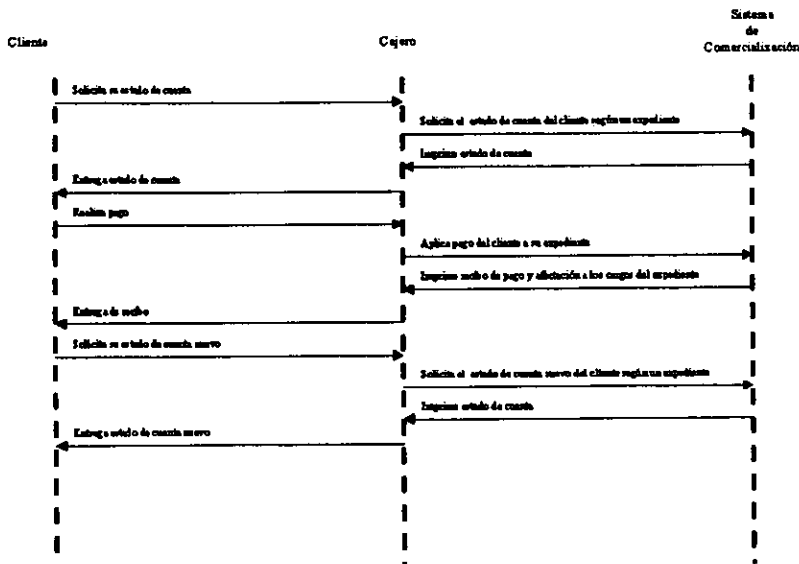 Sistema
de
Comercialización
Cliente
Cajero
Solicita su estado de cuenta
Solicita el estado de cuenta del cliente según un expediente
Imprime estado de cuenta
Entrega estado de cuenta
Realiza pago
Aplica pago del cliente a su expediente
Imprime recibo de pago y afectación a los cargos del expediente
Entrega de recibo
Solicita su estado de cuenta nuevo
Solicita el estado de cuenta nuevo del cliente según un expediente
Imprime estado de cuenta
Entrega estado de cuenta nuevo